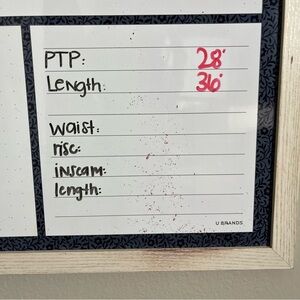 PTP: 28"
Length: 36"
Waist:
rise:
inseam:
length:
U BRANDS